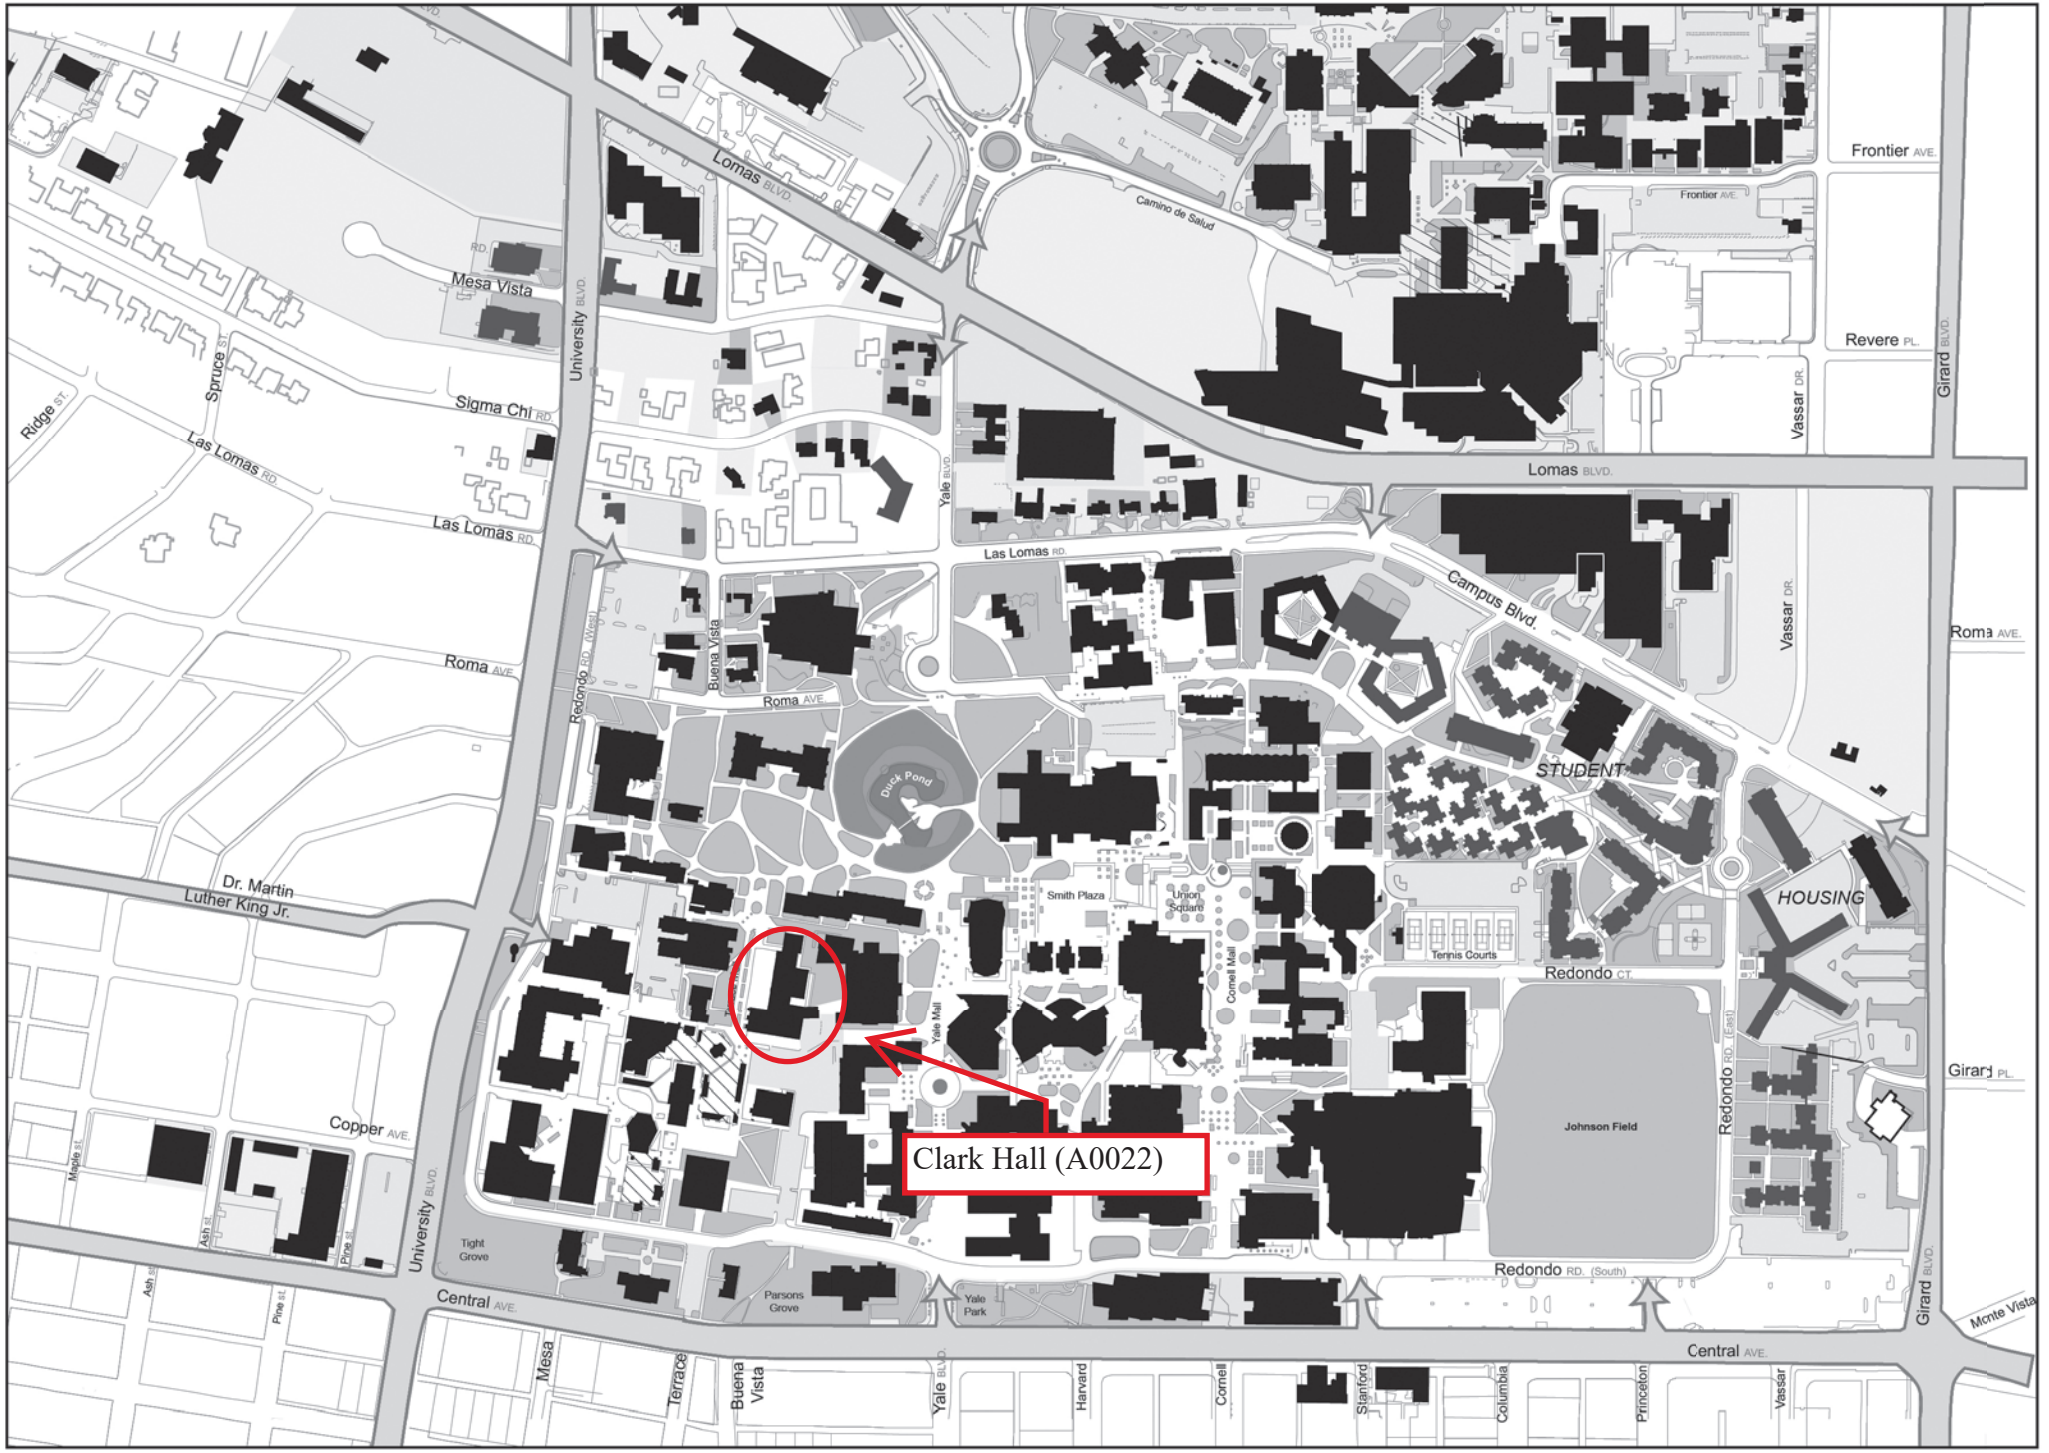 BLVD.
Lomas BLVD.
Camino de Salud
Frontier AVE.
Frontier AVE.
RD.
Mesa Vista
University BLVD.
Spruce ST.
Sigma Chi RD.
Ridge ST.
Las Lomas RD.
Las Lomas RD.
Revere PL.
Girard BLVD.
Vassar DR.
Lomas BLVD.
Yale BLVD.
Las Lomas RD.
Campus Blvd.
Vassar DR.
Roma AVE.
Redondo RD. (West)
Buena Vista
Roma AVE
Roma AVE.
Duck Pond
STUDENT
HOUSING
Dr. Martin
Luther King Jr.
Smith Plaza
Union
Square
Cornell Mall
Tennis Courts
Redondo CT.
Yale Mall
Redondo RD. (East)
Girard PL.
Johnson Field
Clark Hall (A0022)
Copper AVE.
Maple st.
Ash st.
Pine st.
University BLVD.
Tight
Grove
Ash st.
Pine st.
Central AVE.
Parsons
Grove
Yale
Park
Redondo RD. (South)
Girard BLVD.
Monte Vista
Central AVE.
Mesa
Terrace
Buena
Vista
Yale BLVD.
Harvard
Cornell
Stanford
Columbia
Princeton
Vassar